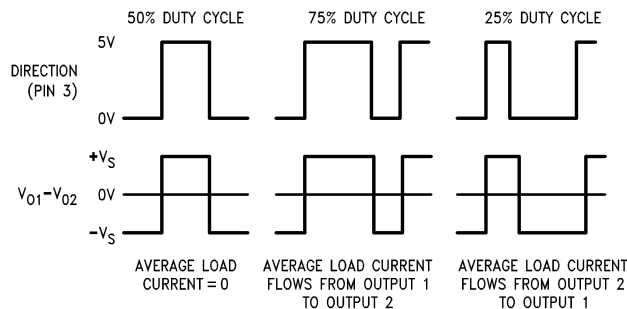 50% DUTY CYCLE
75% DUTY CYCLE
25% DUTY CYCLE
5V
DIRECTION
(PIN 3)
0V
+VS
VO1−VO2
0V
−VS
AVERAGE LOAD
CURRENT = 0
AVERAGE LOAD CURRENT
FLOWS FROM OUTPUT 1
TO OUTPUT 2
AVERAGE LOAD CURRENT
FLOWS FROM OUTPUT 2
TO OUTPUT 1